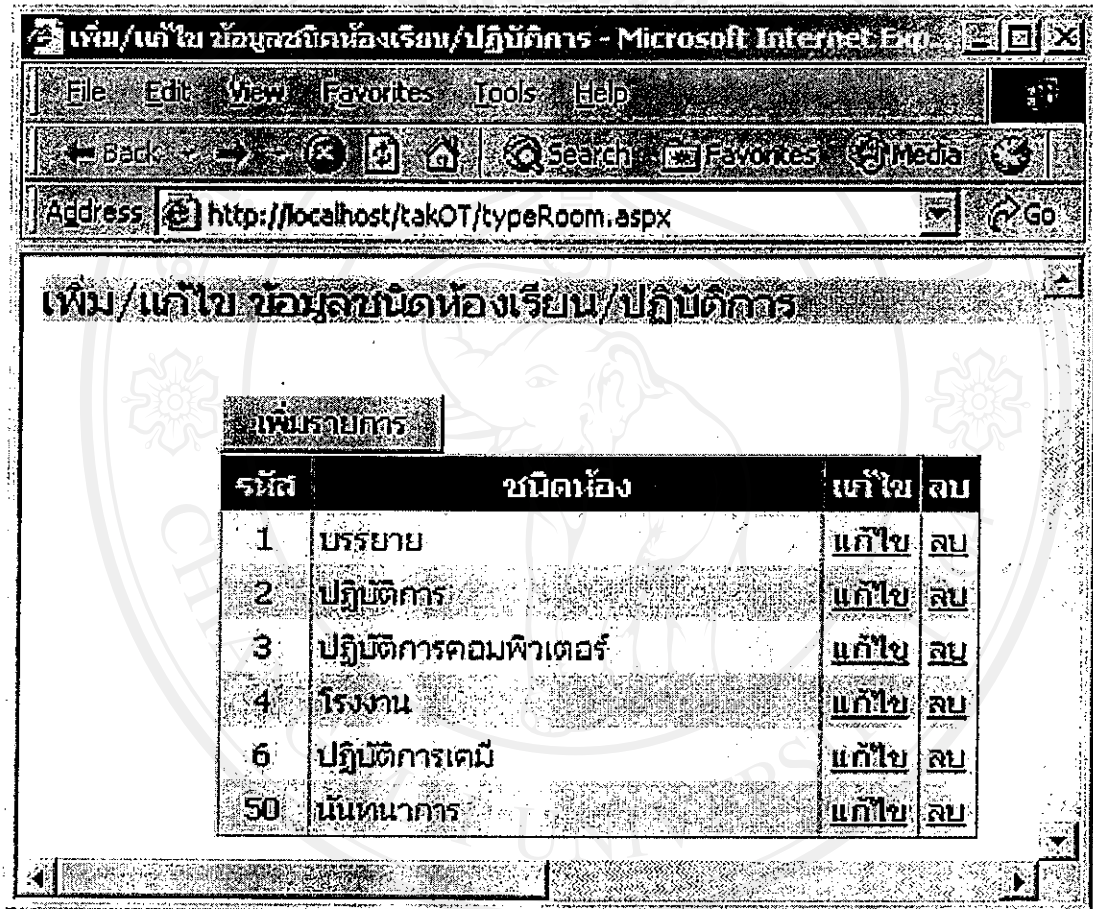 เพิ่ม/แก้ไข ข้อมูลชนิดห้องเรียน/ปฏิบัติการ - Microsoft Internet Exp...
File Edit View Favorites Tools Help
Back Search Favorites Media
Address http://localhost/takOT/typeRoom.aspx Go
เพิ่ม/แก้ไข ข้อมูลชนิดห้องเรียน/ปฏิบัติการ
เพิ่มรายการ
รหัส ชนิดห้อง แก้ไข ลบ
1 บรรยาย แก้ไข ลบ
2 ปฏิบัติการ แก้ไข ลบ
3 ปฏิบัติการคอมพิวเตอร์ แก้ไข ลบ
4 โรงงาน แก้ไข ลบ
6 ปฏิบัติการเคมี แก้ไข ลบ
50 นันทนาการ แก้ไข ลบ